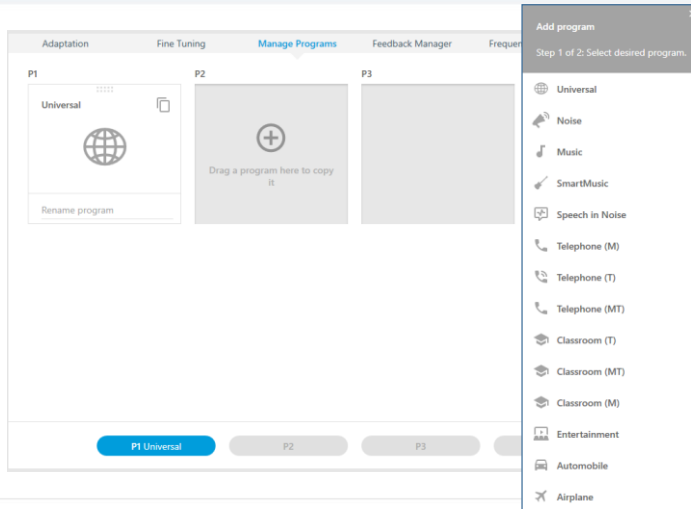 Adaptation
Fine Tuning
Manage Programs
Feedback Manager
P1
P2
P3
Universal
Drag a program here to copy
it
Rename program
P1 Universal
P2
P3
Add program
Step 1 of 2: Select desired program.
Universal
Noise
Music
SmartMusic
Speech in Noise
Telephone (M)
Telephone (T)
Telephone (MT)
Classroom (T)
Classroom (MT)
Classroom (M)
Entertainment
Automobile
Airplane